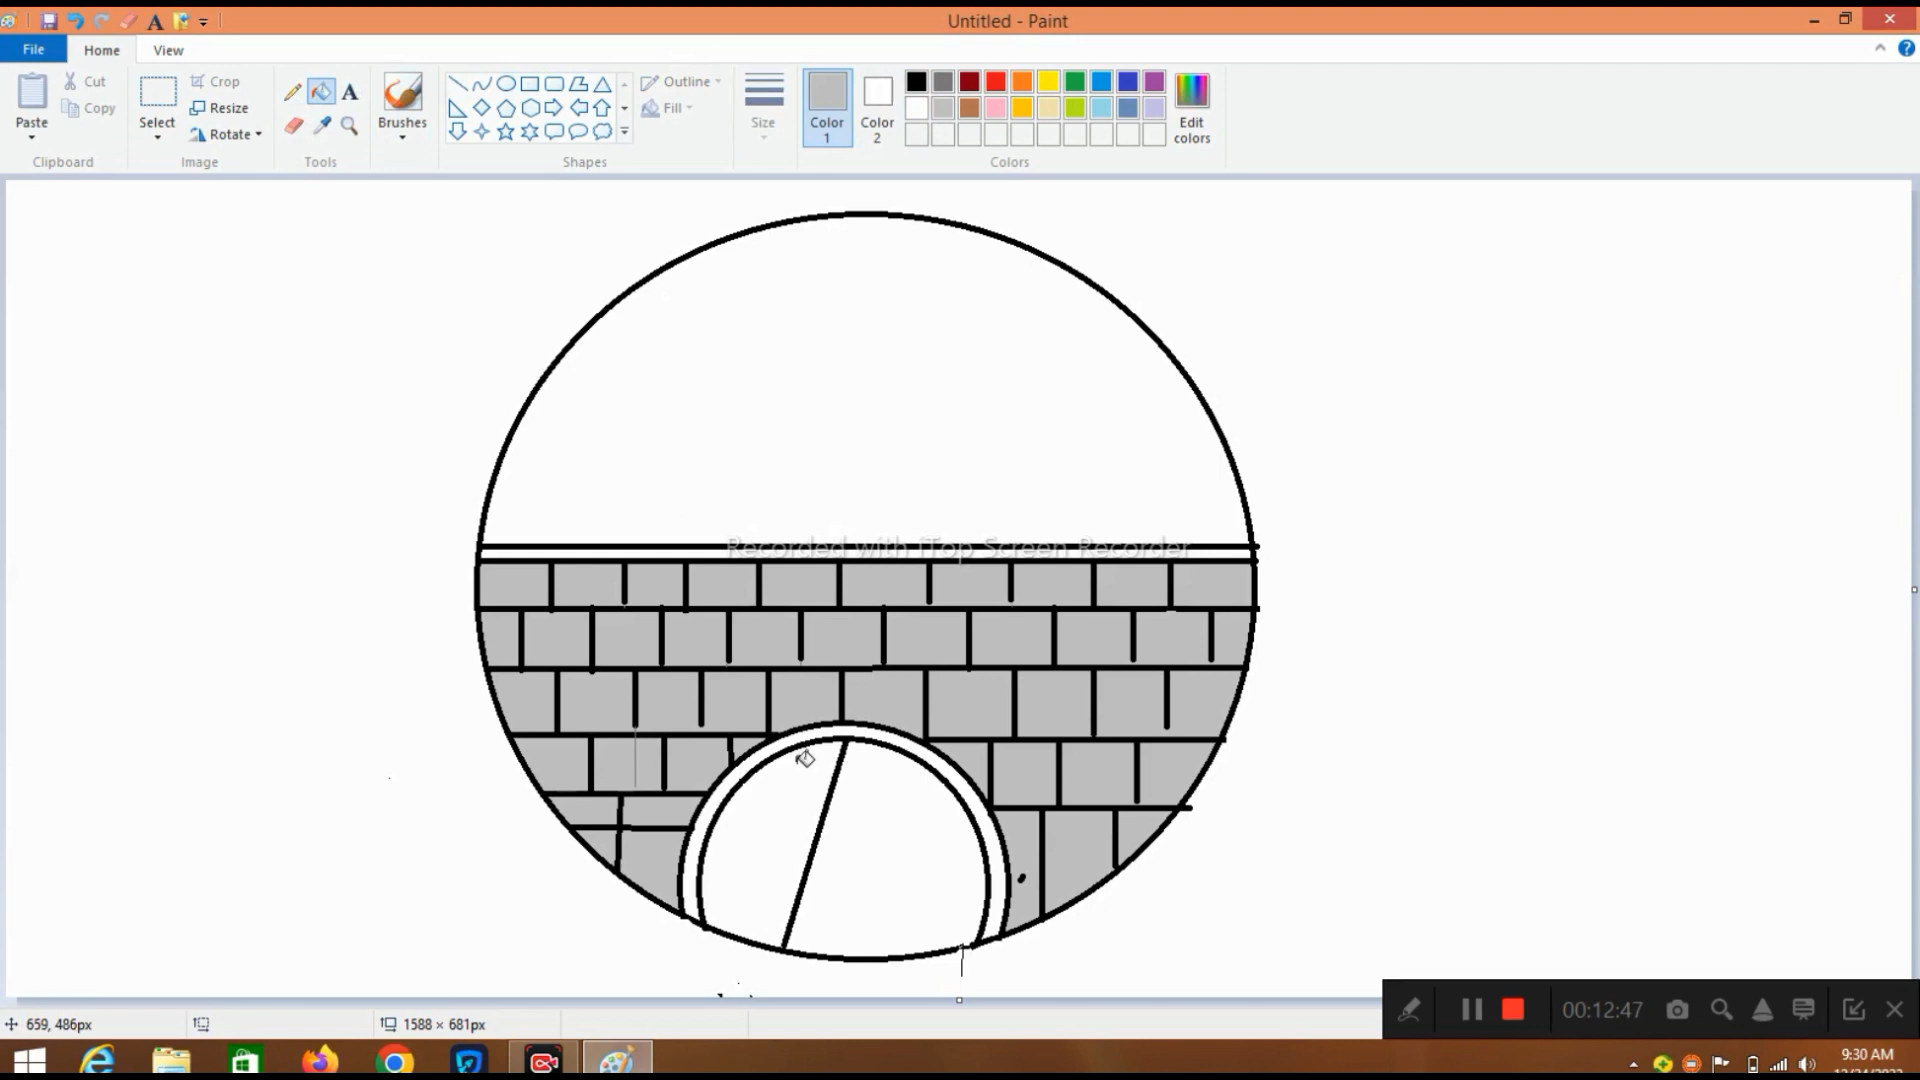 Untitled - Paint
File
Home
View
Cut
Copy
Paste
Clipboard
Crop
Resize
Rotate
Select
Image
A
Tools
Brushes
Outline
Fill
Shapes
Size
Color
1
Color
2
Edit
colors
Colors
Recorded with iTop Screen Recorder
659, 486px
1588 × 681px
00:12:47
9:30 AM